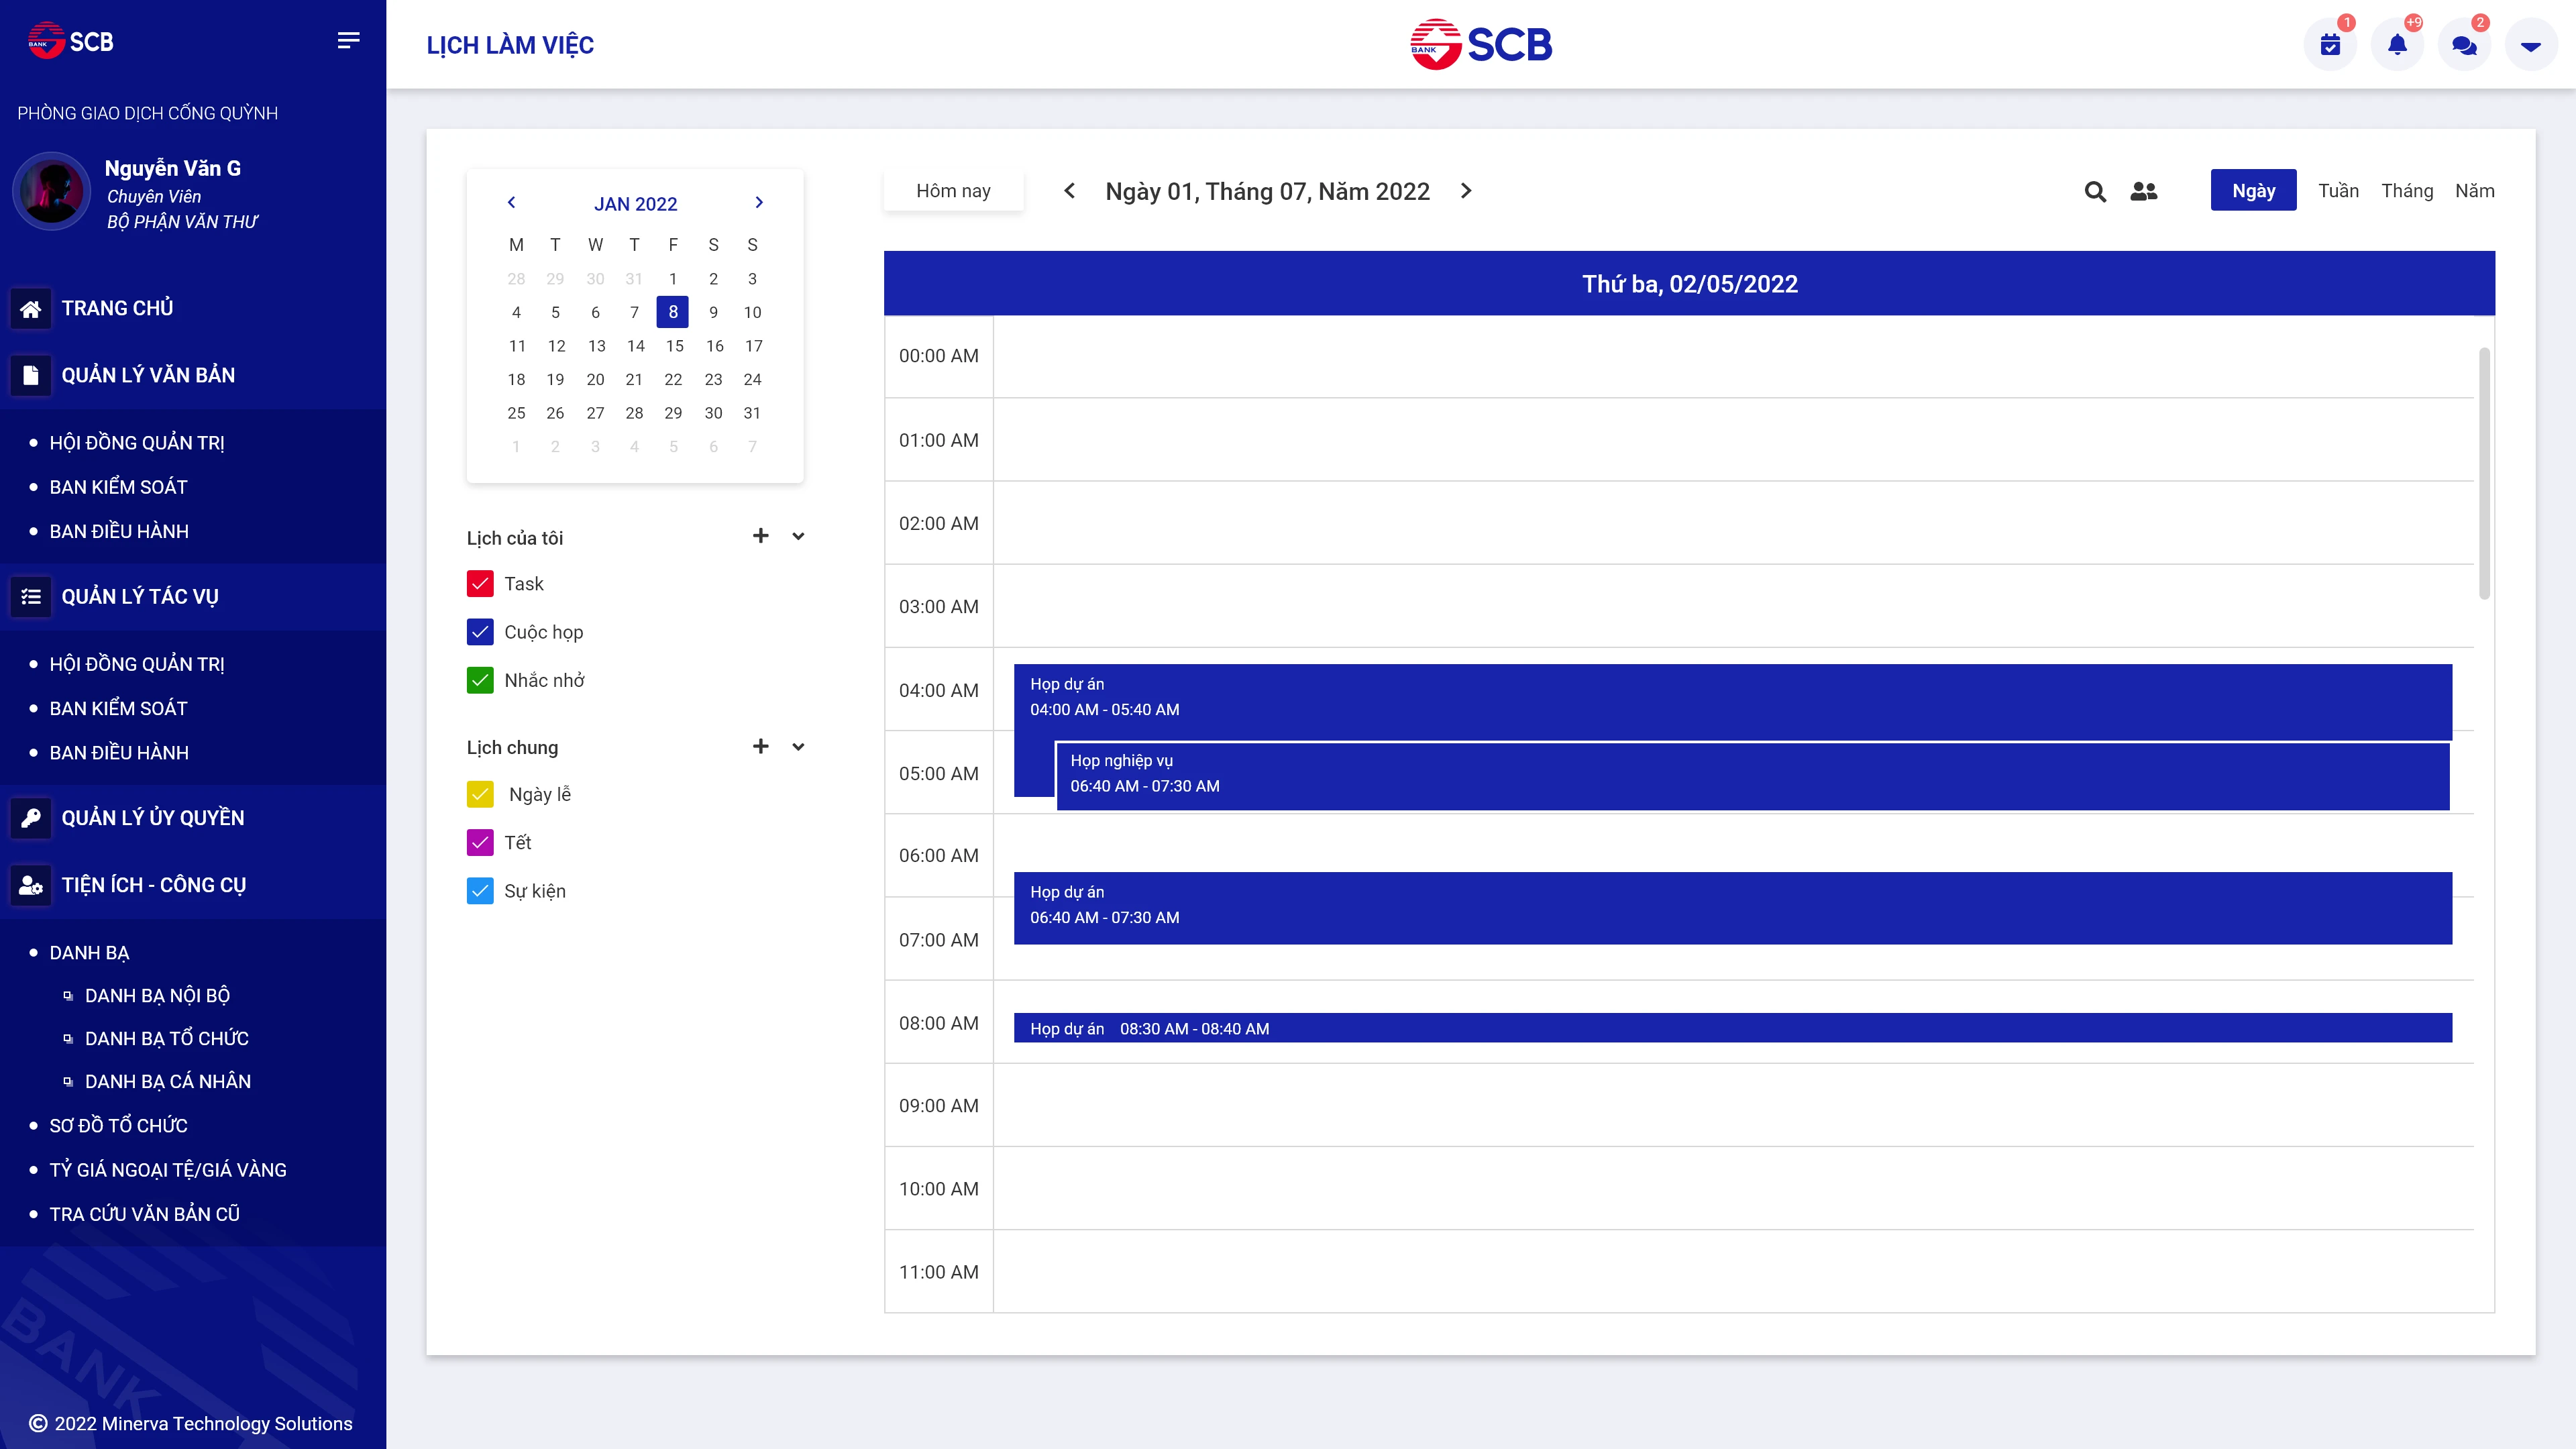 BANK SCB
PHÒNG GIAO DỊCH CỐNG QUỲNH
Nguyễn Văn G
Chuyên Viên
BỘ PHẬN VĂN THƯ
TRANG CHỦ
QUẢN LÝ VĂN BẢN
HỘI ĐỒNG QUẢN TRỊ
BAN KIỂM SOÁT
BAN ĐIỀU HÀNH
QUẢN LÝ TÁC VỤ
HỘI ĐỒNG QUẢN TRỊ
BAN KIỂM SOÁT
BAN ĐIỀU HÀNH
QUẢN LÝ ỦY QUYỀN
TIỆN ÍCH - CÔNG CỤ
DANH BẠ
DANH BẠ NỘI BỘ
DANH BẠ TỔ CHỨC
DANH BẠ CÁ NHÂN
SƠ ĐỒ TỔ CHỨC
TỶ GIÁ NGOẠI TỆ/GIÁ VÀNG
TRA CỨU VĂN BẢN CŨ
BANK
© 2022 Minerva Technology Solutions
LỊCH LÀM VIỆC
BANK SCB
1 +9 2
JAN 2022
M T W T F S S
28 29 30 31 1 2 3
4 5 6 7 8 9 10
11 12 13 14 15 16 17
18 19 20 21 22 23 24
25 26 27 28 29 30 31
1 2 3 4 5 6 7
Lịch của tôi
Task
Cuộc họp
Nhắc nhở
Lịch chung
Ngày lễ
Tết
Sự kiện
Hôm nay Ngày 01, Tháng 07, Năm 2022 Ngày Tuần Tháng Năm
Thứ ba, 02/05/2022
00:00 AM
01:00 AM
02:00 AM
03:00 AM
04:00 AM
Họp dự án
04:00 AM - 05:40 AM
05:00 AM
Họp nghiệp vụ
06:40 AM - 07:30 AM
06:00 AM
Họp dự án
06:40 AM - 07:30 AM
07:00 AM
08:00 AM
Họp dự án 08:30 AM - 08:40 AM
09:00 AM
10:00 AM
11:00 AM